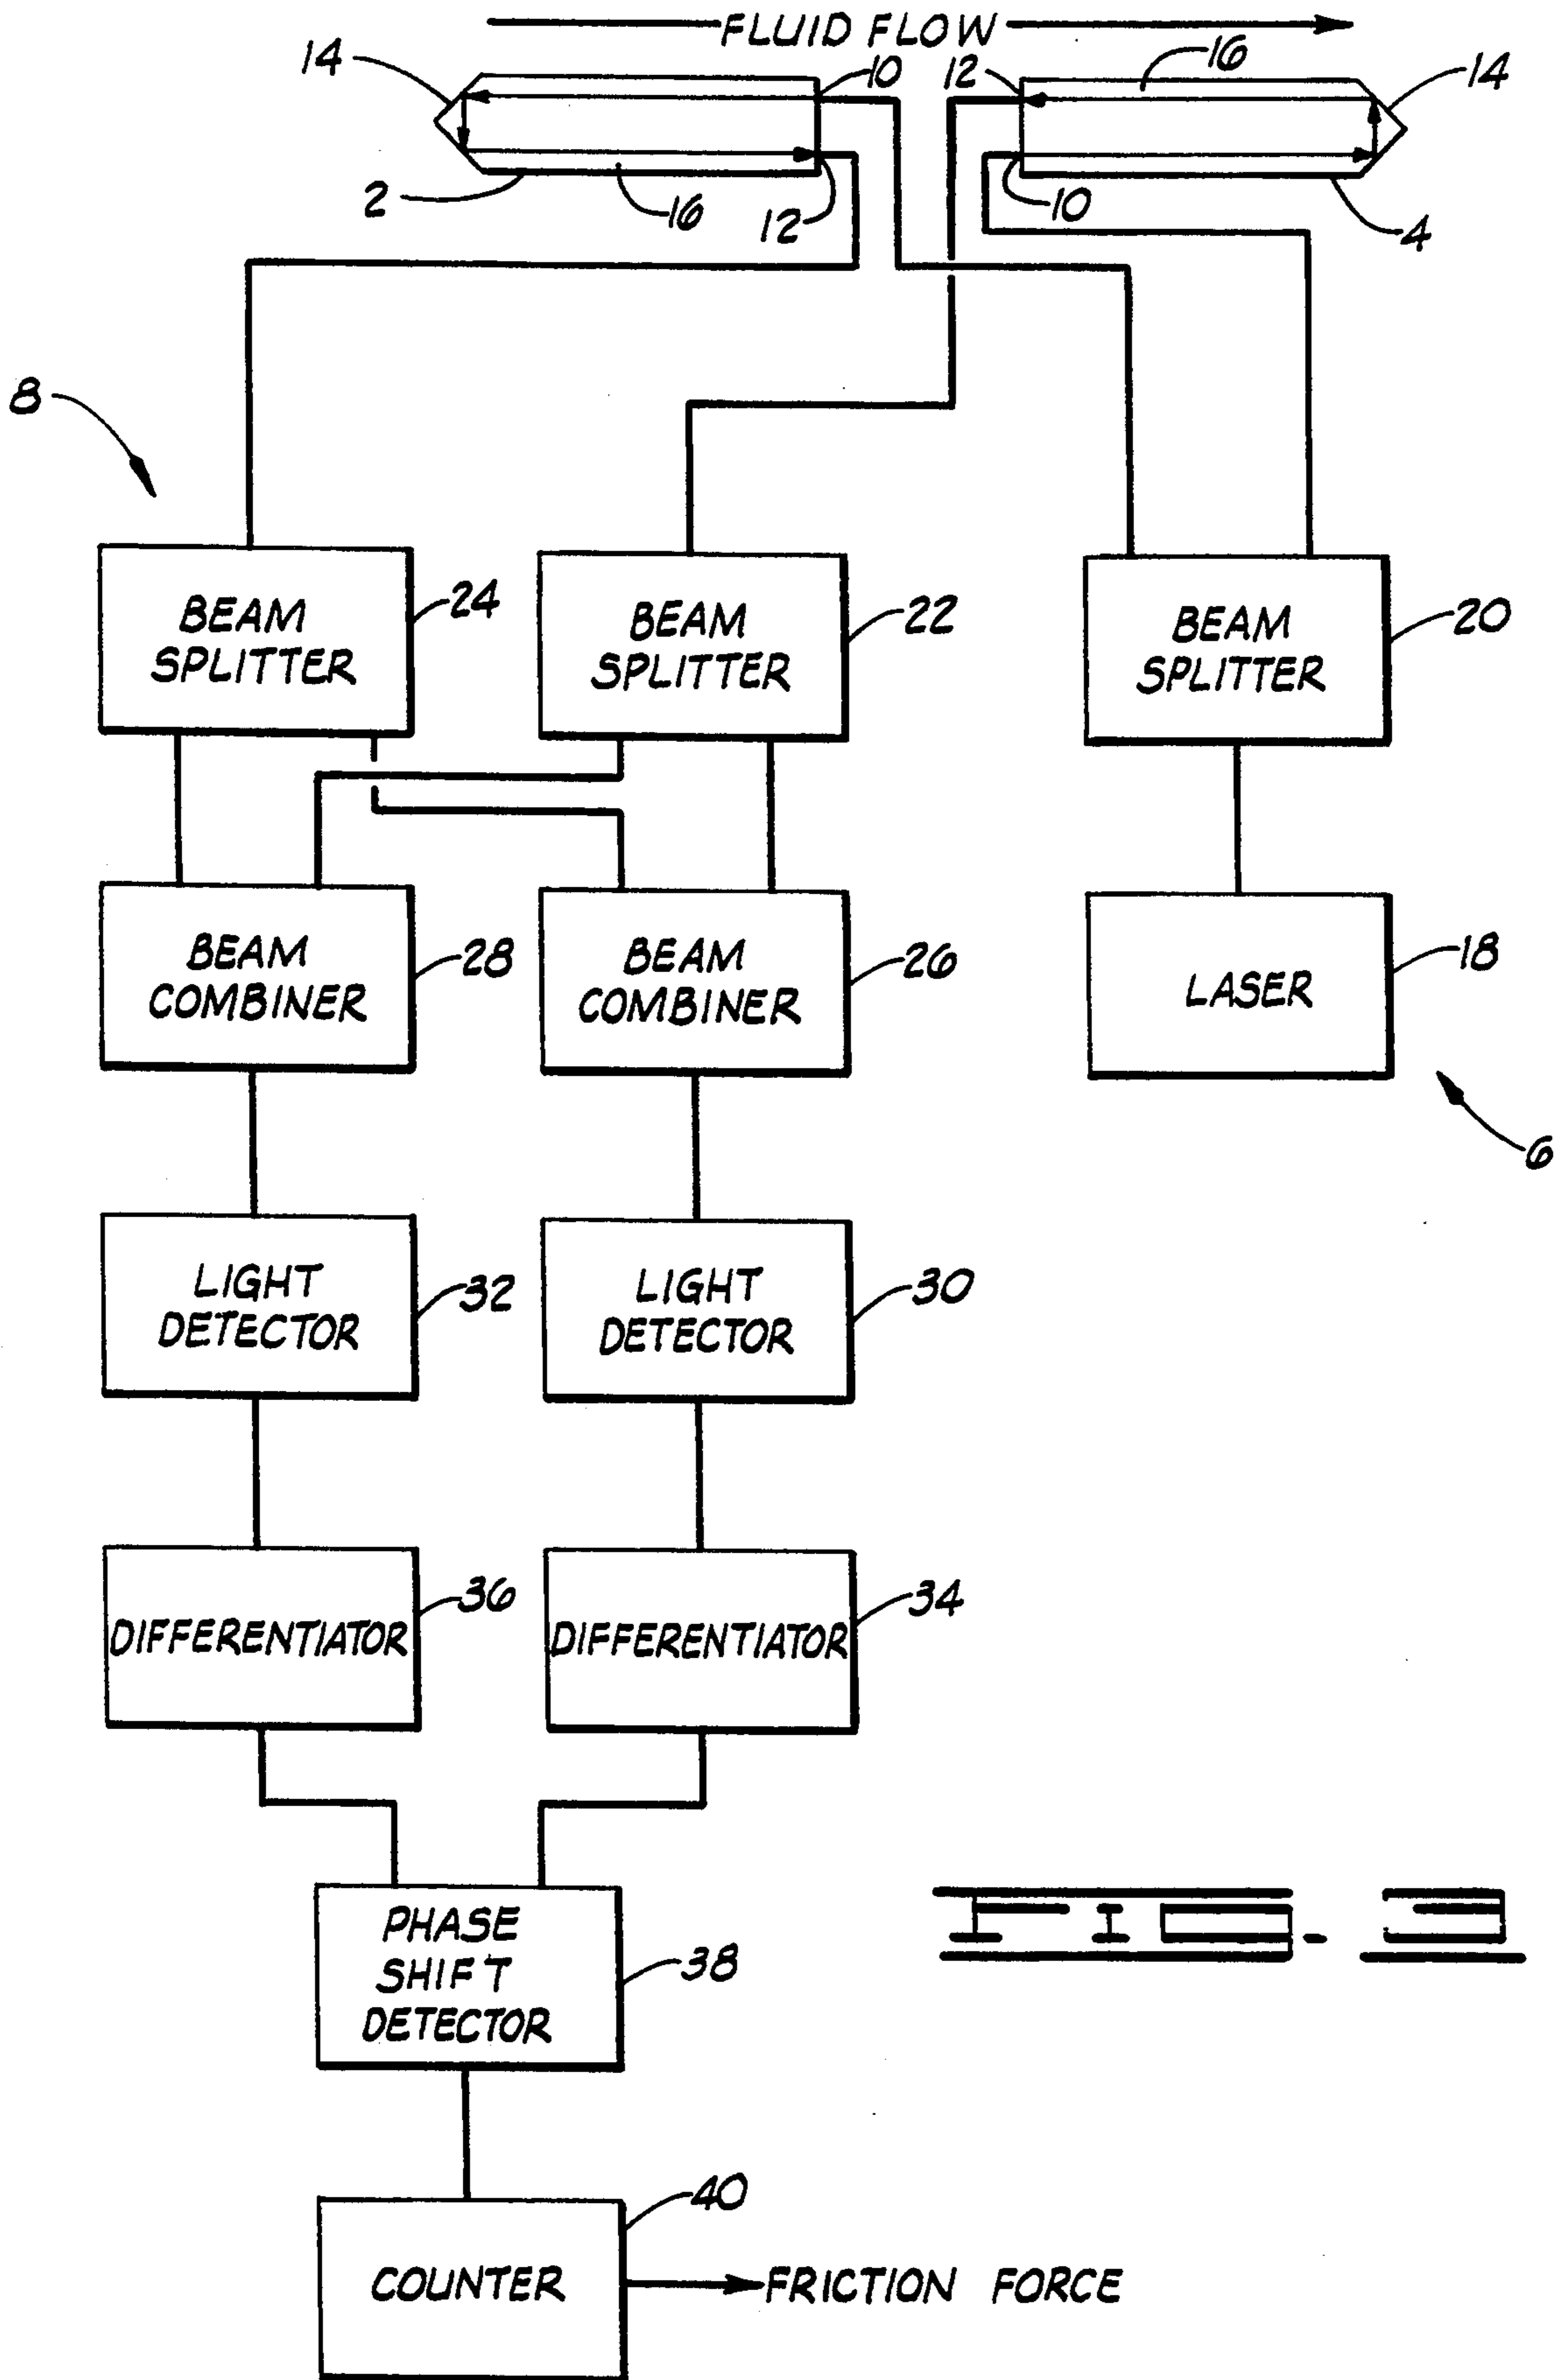 FLUID FLOW
14
10
12
16
14
2
16
12
10
4
8
BEAM
SPLITTER
24
BEAM
SPLITTER
22
BEAM
SPLITTER
20
BEAM
COMBINER
28
BEAM
COMBINER
26
LASER
18
6
LIGHT
DETECTOR
32
LIGHT
DETECTOR
30
DIFFERENTIATOR
36
DIFFERENTIATOR
34
PHASE
SHIFT
DETECTOR
38
COUNTER
40
FRICTION FORCE